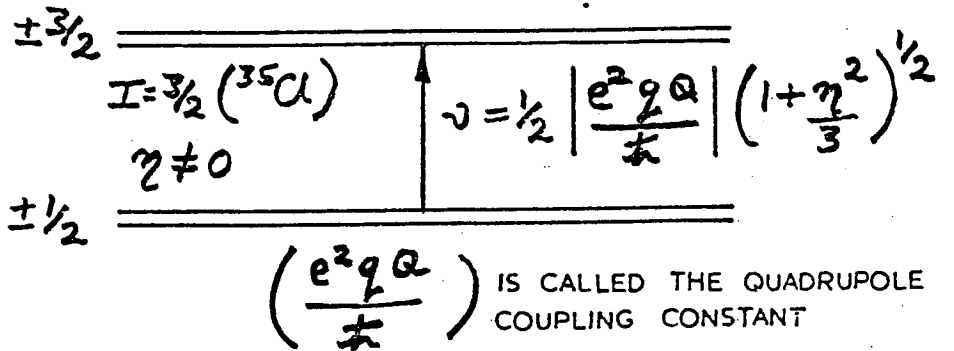 ±3/2
I=3/2 (³⁵Cl)
η≠0
ν = 1/2 |e²qQ/ħ| (1+η²/3)^1/2
±1/2
(e²qQ/ħ) IS CALLED THE QUADRUPOLE
COUPLING CONSTANT